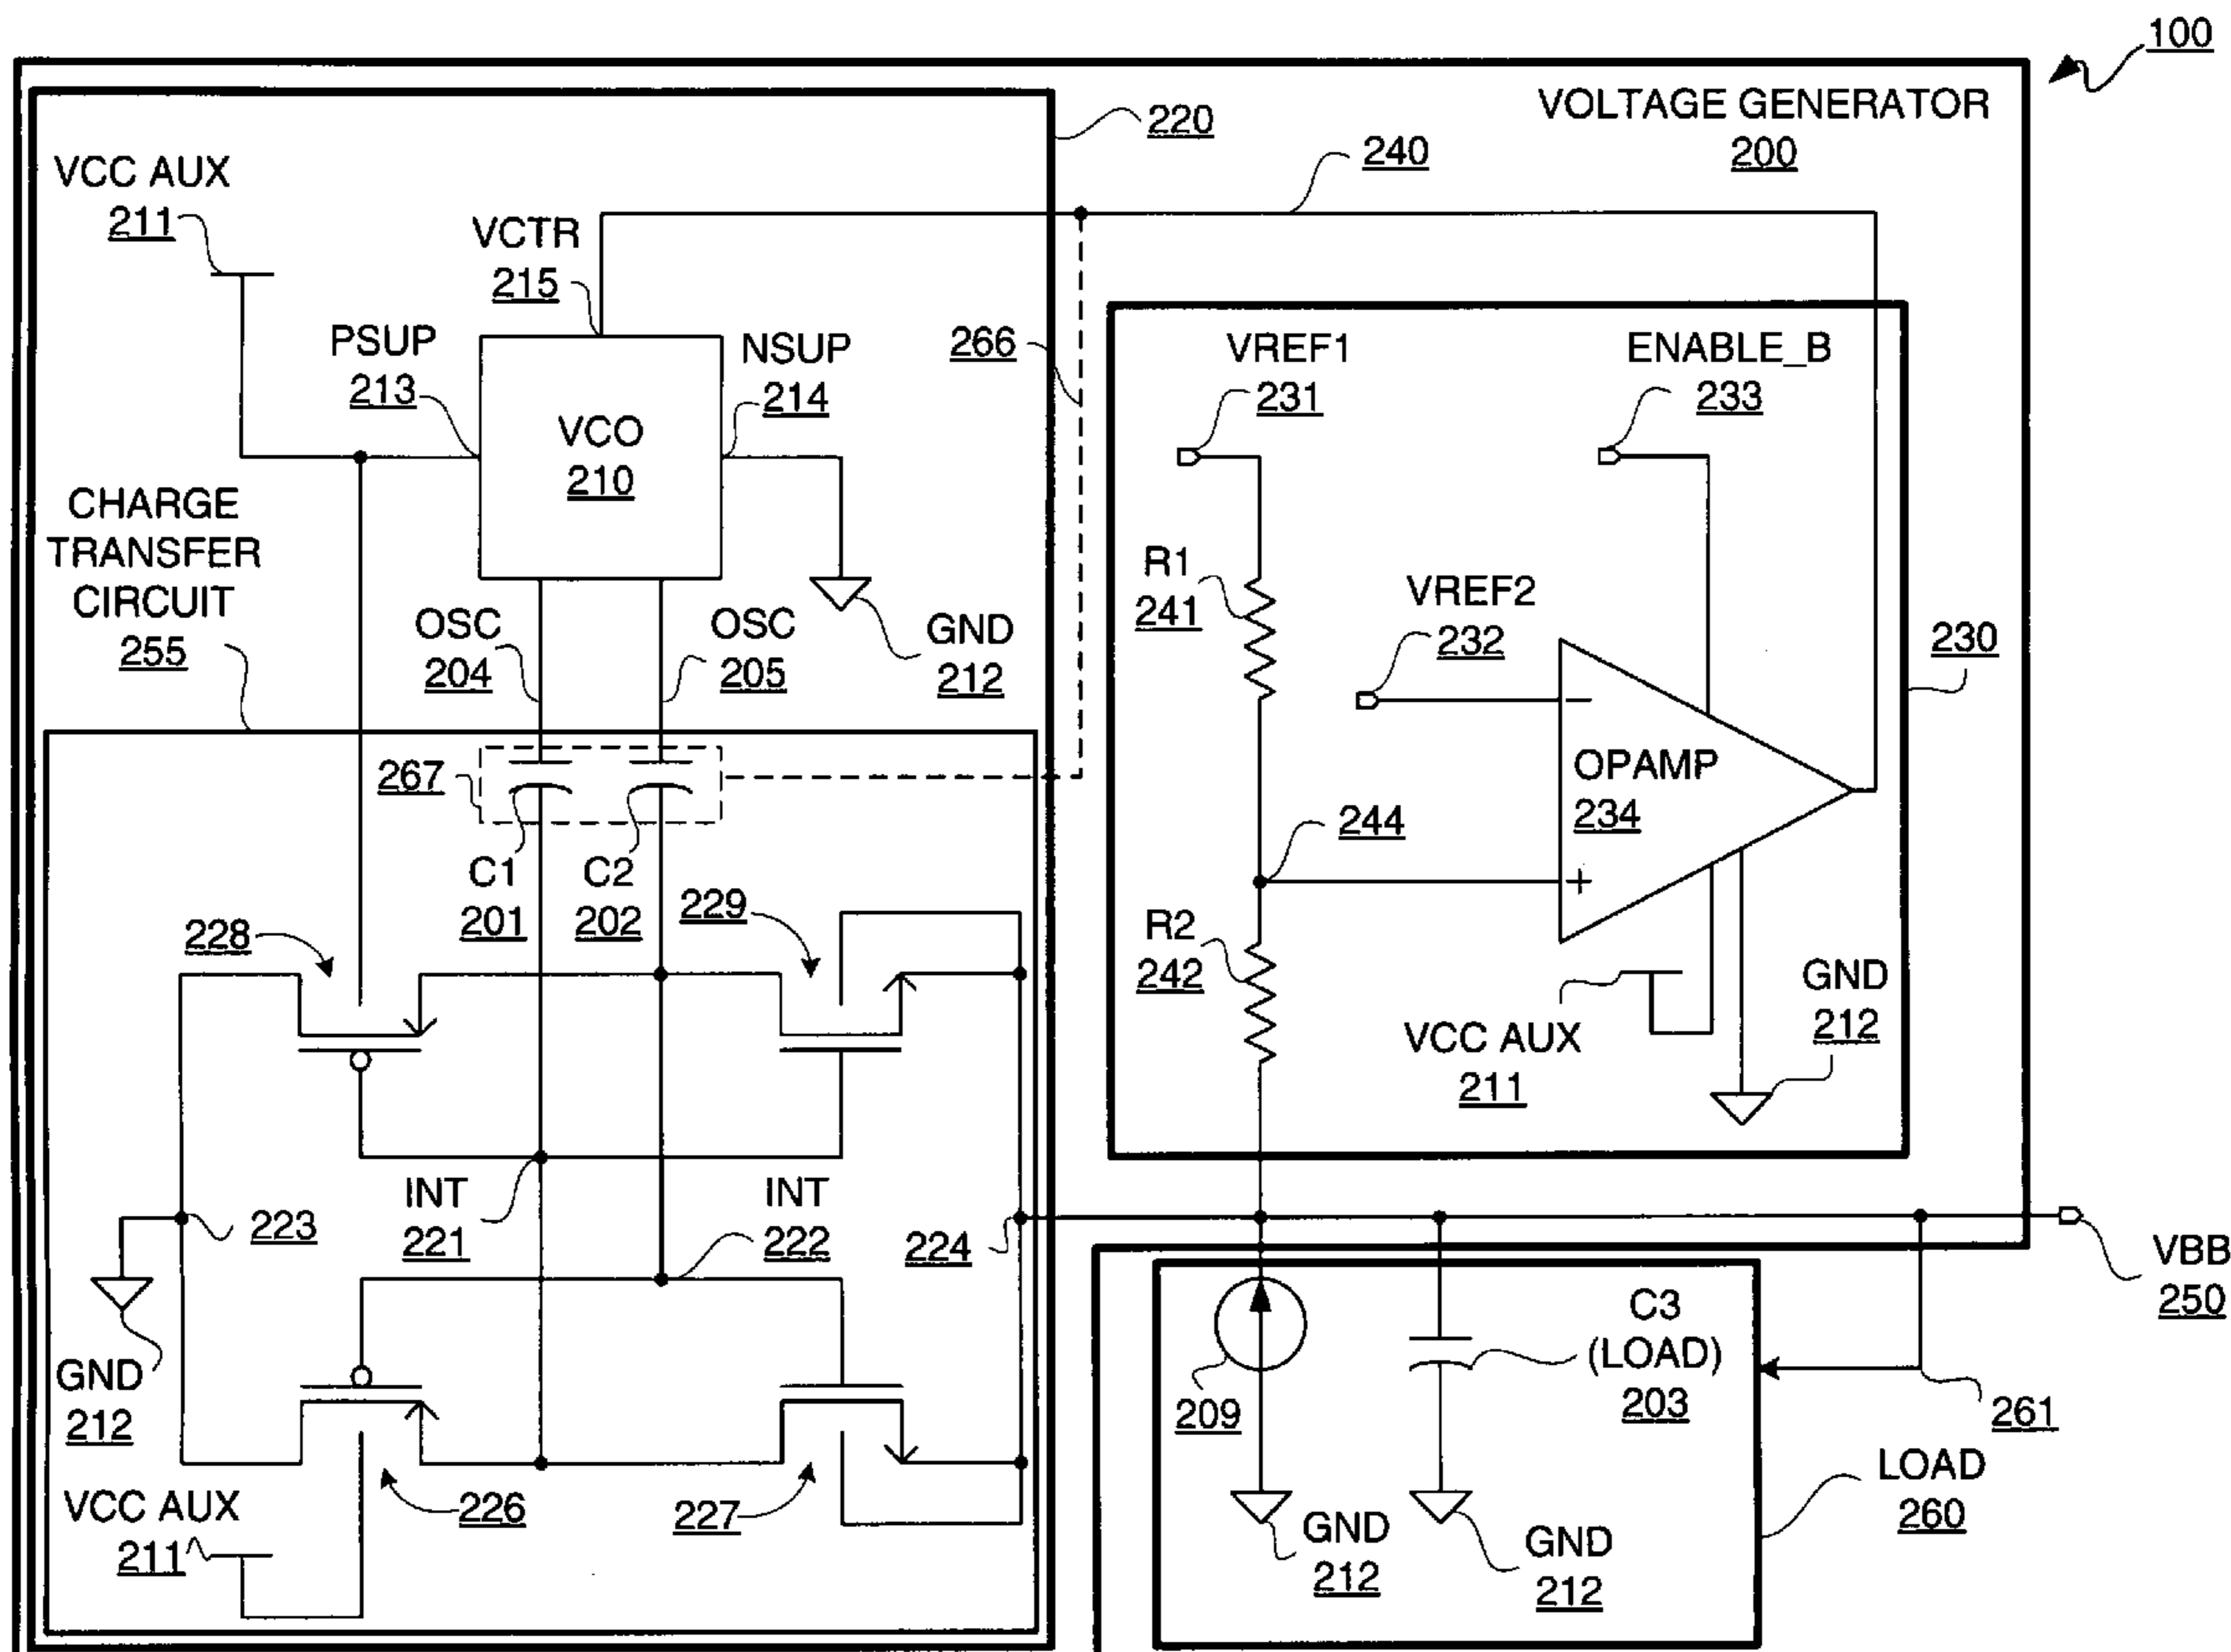 100
VOLTAGE GENERATOR
200
220
240
VCC AUX
211
VCTR
215
PSUP
213
NSUP
214
VCO
210
266
VREF1
231
ENABLE_B
233
CHARGE
TRANSFER
CIRCUIT
255
OSC
204
OSC
205
GND
212
R1
241
VREF2
232
230
267
C1
201
C2
202
−
OPAMP
234
+
244
228
229
R2
242
VCC AUX
211
GND
212
INT
221
INT
222
223
224
VBB
250
GND
212
C3
(LOAD)
203
209
261
VCC AUX
211
226
227
GND
212
GND
212
LOAD
260